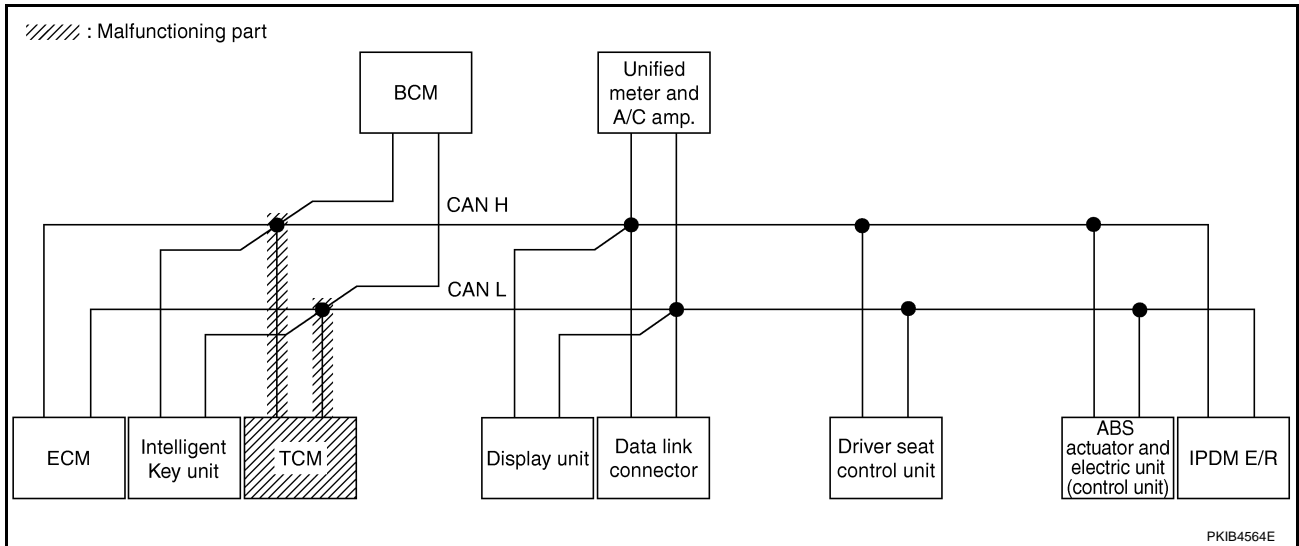 : Malfunctioning part
BCM
Unified
meter and
A/C amp.
CAN H
CAN L
ECM
Intelligent
Key unit
TCM
Display unit
Data link
connector
Driver seat
control unit
ABS
actuator and
electric unit
(control unit)
IPDM E/R
PKIB4564E